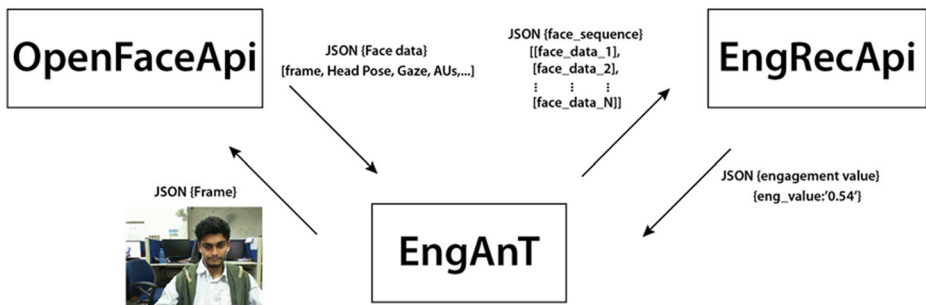 OpenFaceApi
JSON {Face data}
[frame, Head Pose, Gaze, AUs,...]
JSON {face_sequence}
[[face_data_1],
[face_data_2],
⋮ ⋮ ⋮
[face_data_N]]
EngRecApi
JSON {Frame}
EngAnT
JSON {engagement value}
{eng_value:'0.54'}